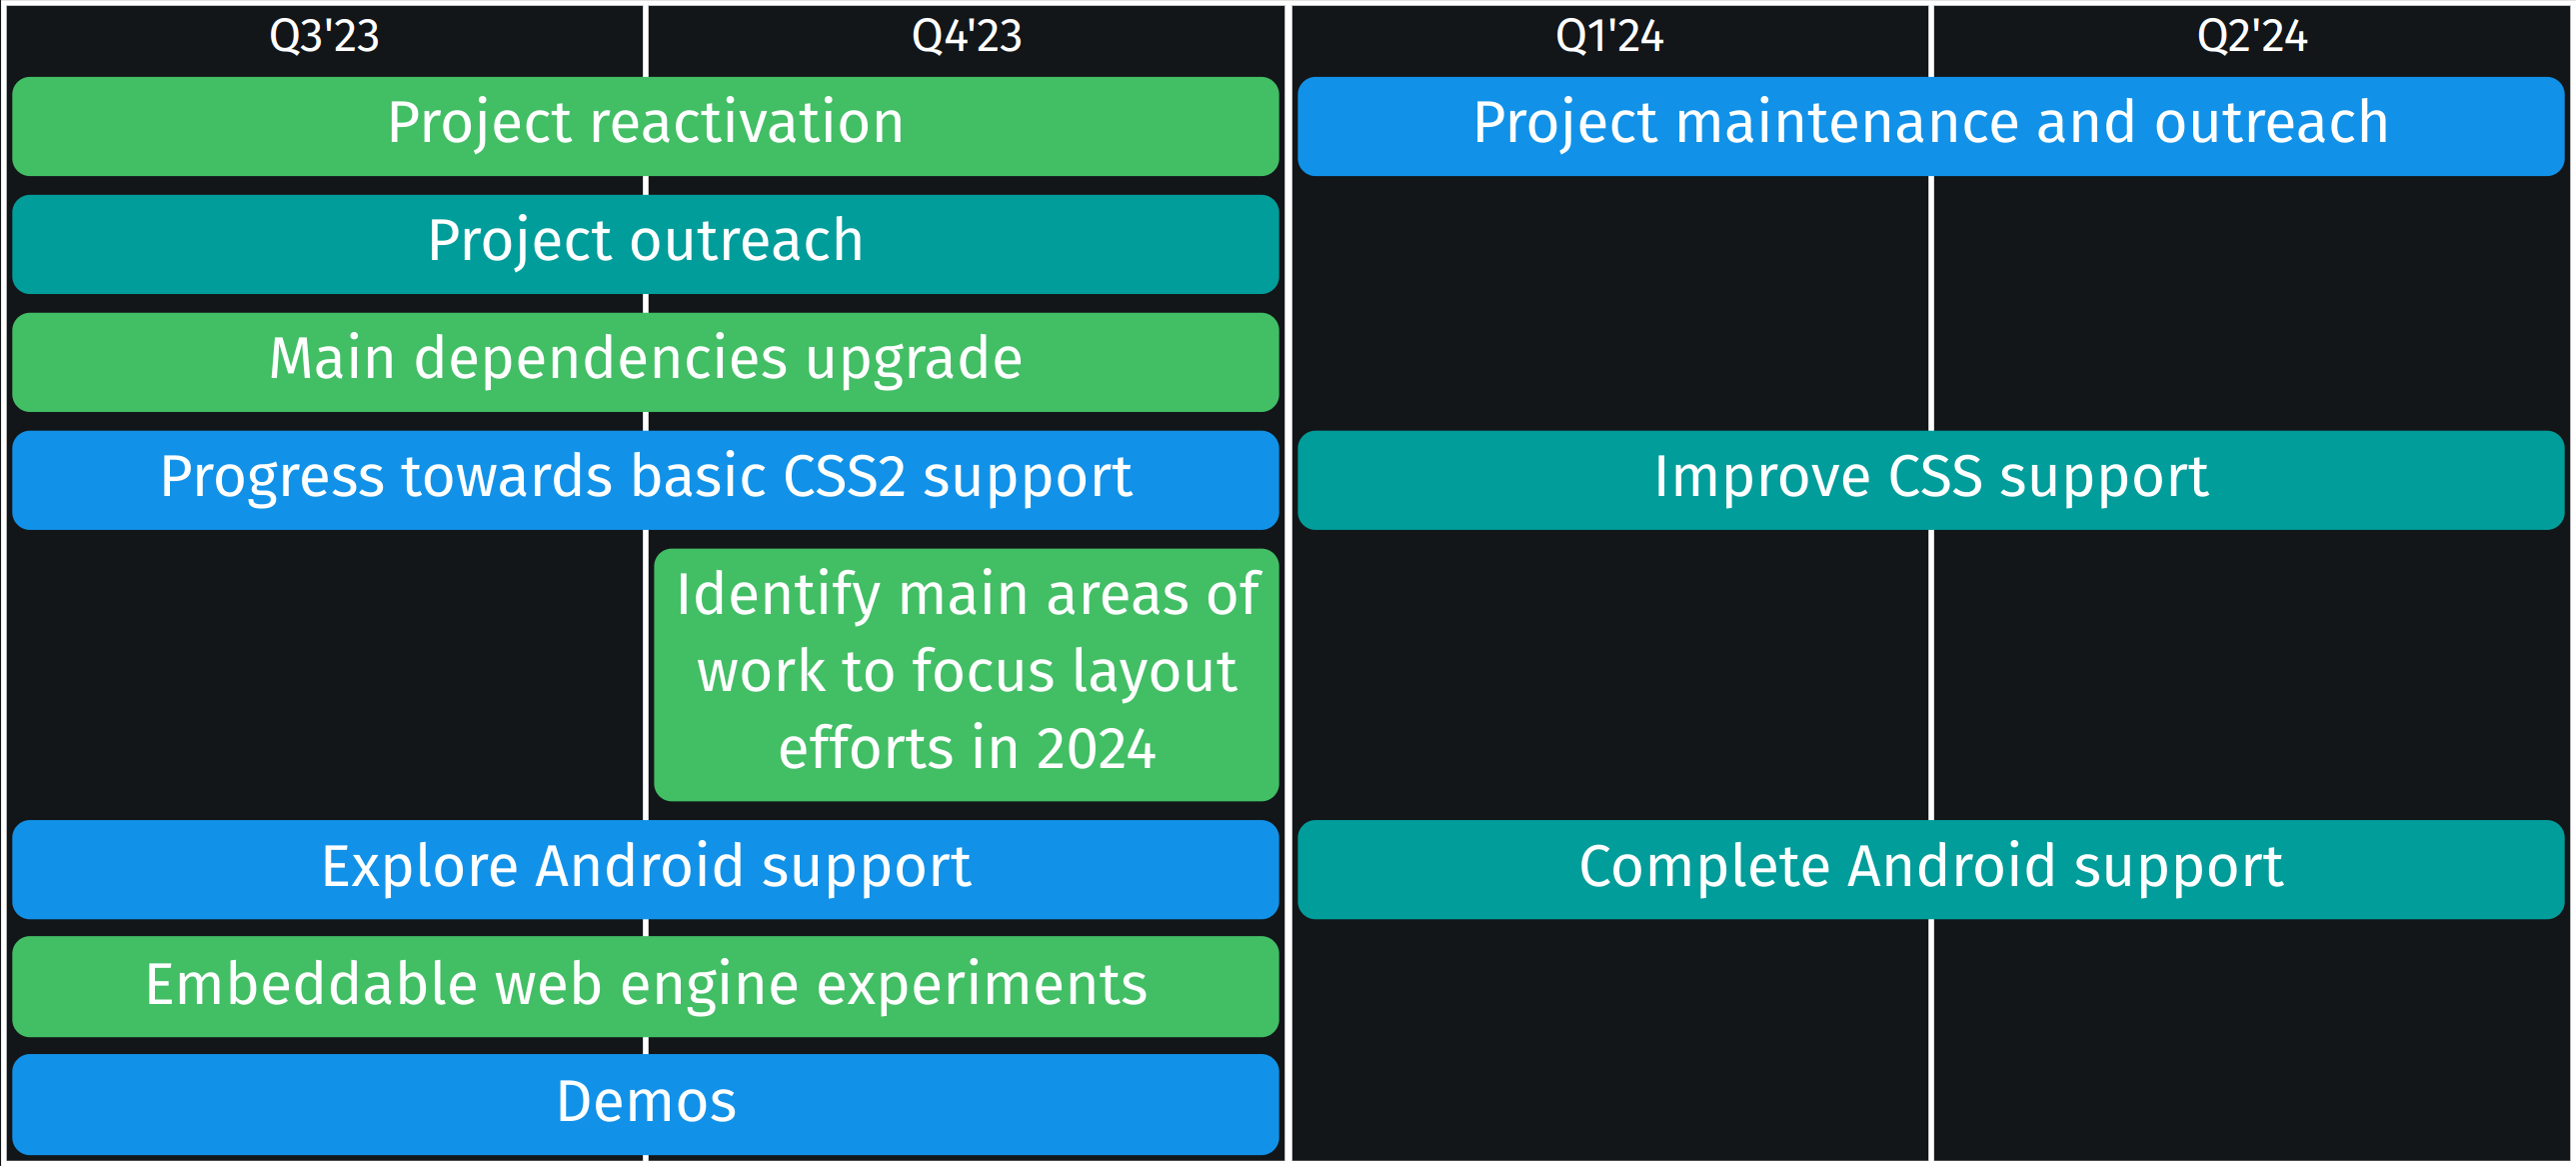 Q3'23
Q4'23
Q1'24
Q2'24
Project reactivation
Project maintenance and outreach
Project outreach
Main dependencies upgrade
Progress towards basic CSS2 support
Improve CSS support
Identify main areas of
work to focus layout
efforts in 2024
Explore Android support
Complete Android support
Embeddable web engine experiments
Demos